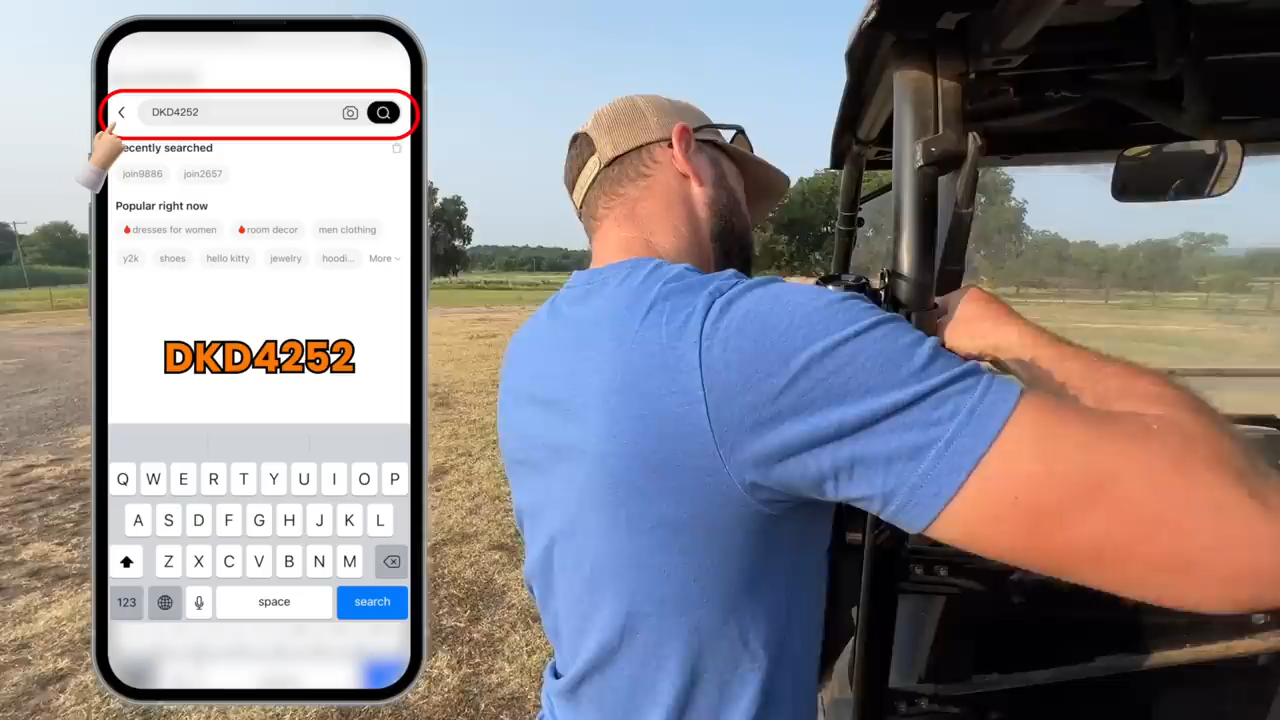 DKD4252
ecently searched
join9886 join2657
Popular right now
dresses for women room decor men clothing
y2k shoes hello kitty jewelry hoodi... More
DKD4252
Q W E R T Y U I O P
A S D F G H J K L
Z X C V B N M
123 space search